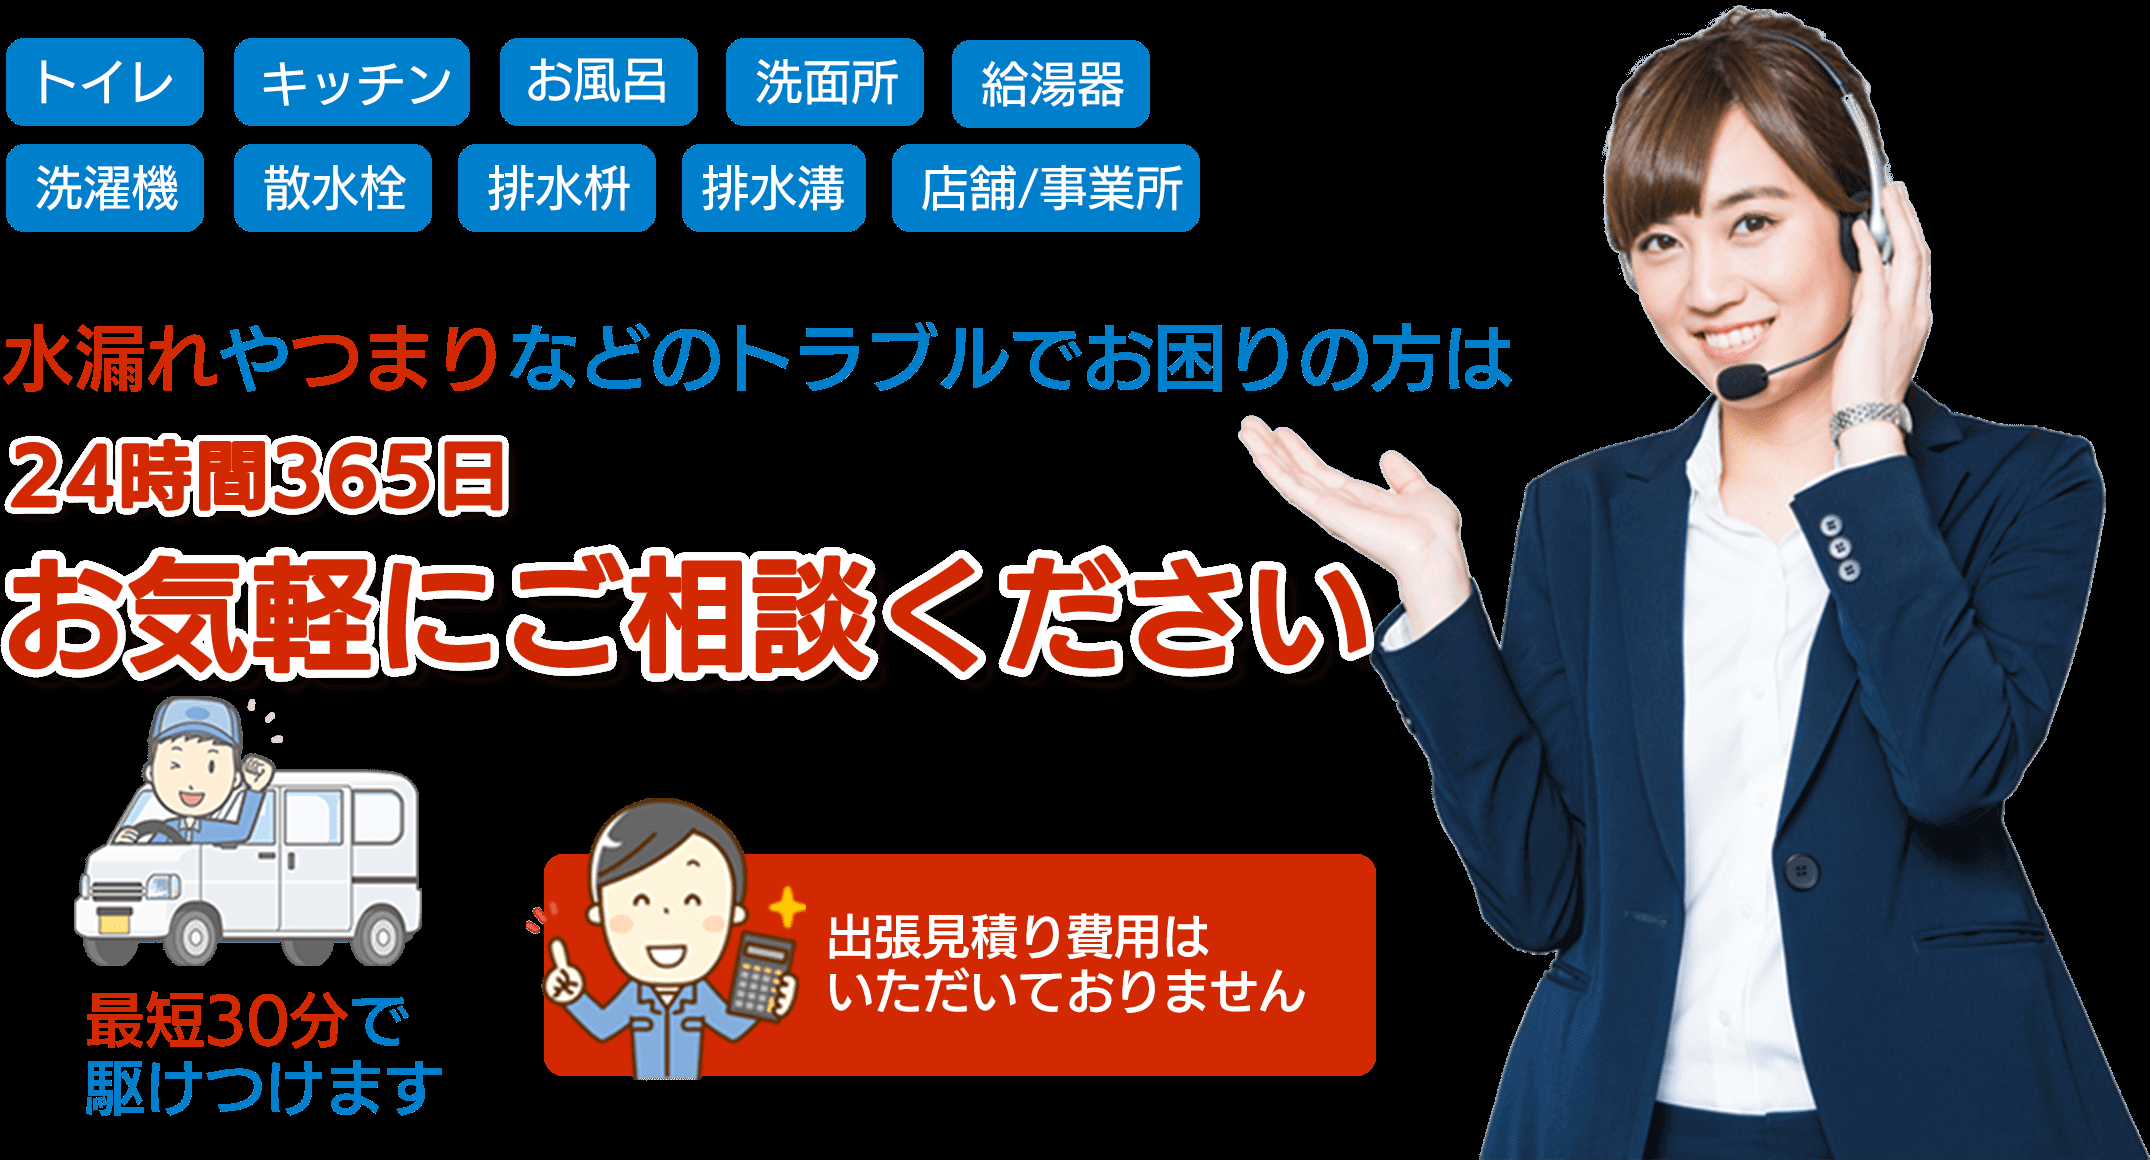 トイレ キッチン お風呂 洗面所 給湯器
洗濯機 散水栓 排水枡 排水溝 店舗/事業所
水漏れやつまりなどのトラブルでお困りの方は
24時間365日
お気軽にご相談ください
最短30分で
駆けつけます
出張見積り費用は
いただいておりません